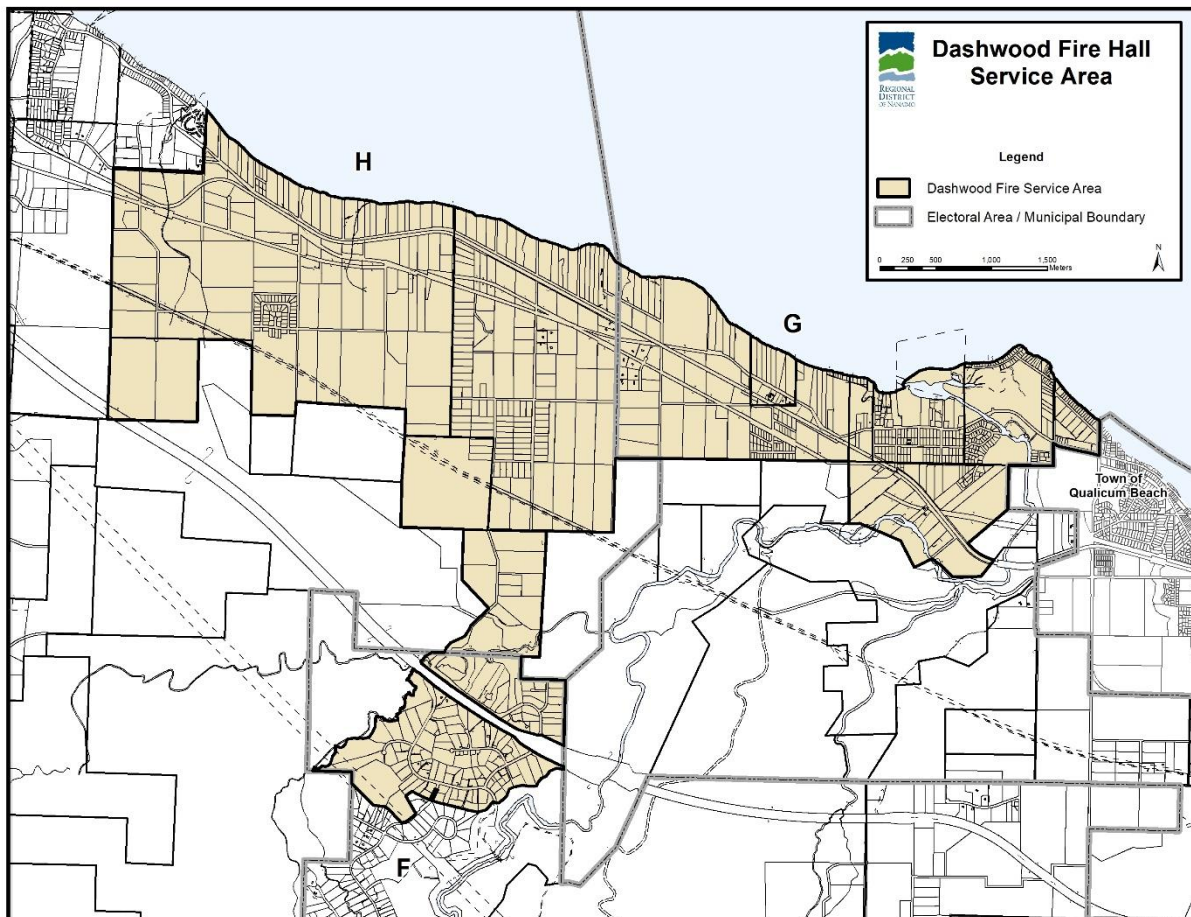 Dashwood Fire Hall
Service Area
REGIONAL
DISTRICT
OF NANAIMO
Legend
Dashwood Fire Service Area
Electoral Area / Municipal Boundary
N
0 250 500 1,000 1,500
Meters
H
G
Town of
Qualicum Beach
F